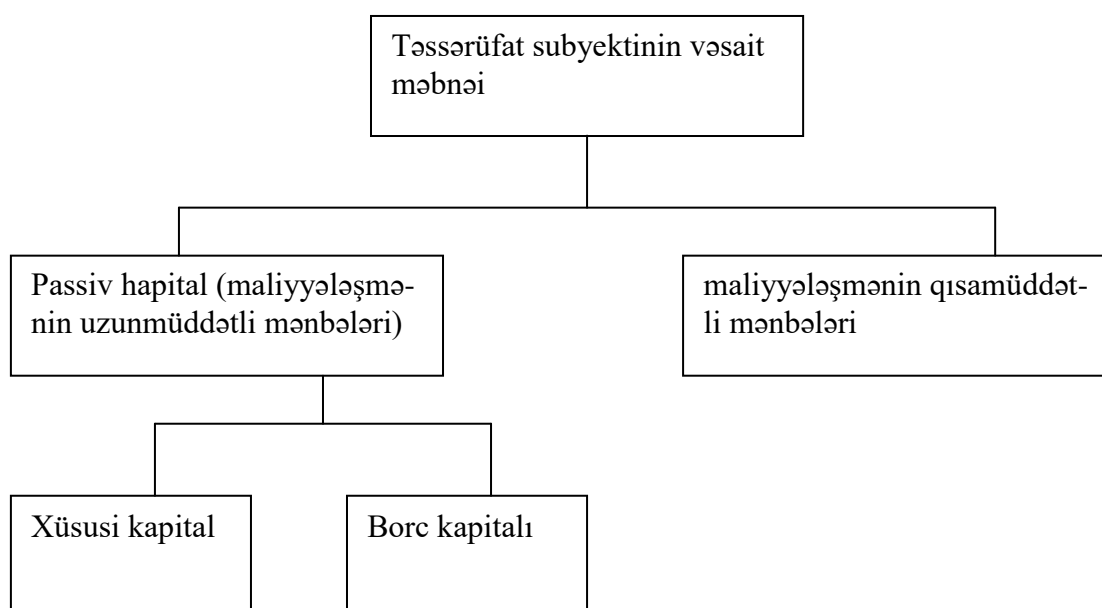 Təssərüfat subyektinin vəsait
məbnəi
Passiv hapital (maliyyələşmə-
nin uzunmüddətli mənbələri)
maliyyələşmənin qısamüddət-
li mənbələri
Xüsusi kapital
Borc kapitalı